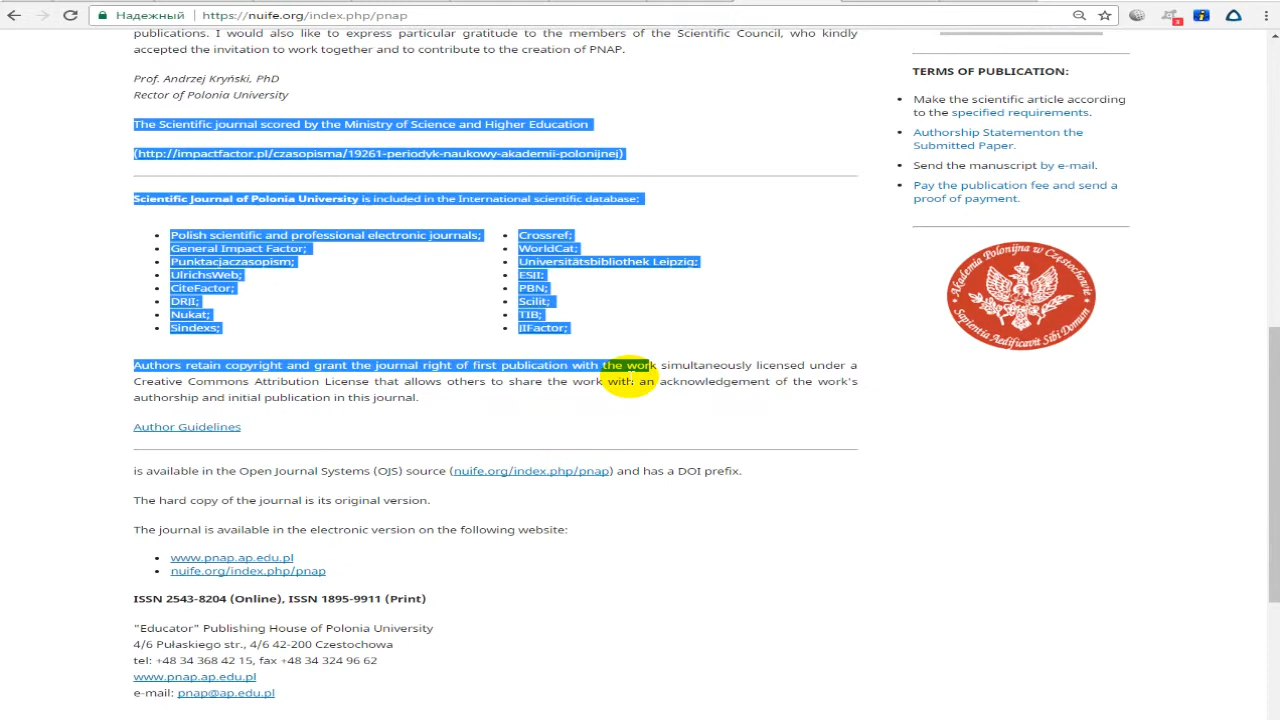 Надежный
https://nuife.org/index.php/pnap
3
publications. I would also like to express particular gratitude to the members of the Scientific Council, who kindly
accepted the invitation to work together and to contribute to the creation of PNAP.
Prof. Andrzej Kryński, PhD
Rector of Polonia University
The Scientific journal scored by the Ministry of Science and Higher Education
(http://impactfactor.pl/czasopisma/19261-periodyk-naukowy-akademii-polonijnej)
Scientific Journal of Polonia University is included in the International scientific database:
Polish scientific and professional electronic journals;
General Impact Factor;
Punktacjaczasopism;
UlrichsWeb;
CiteFactor;
DRJI;
Nukat;
Sindexs;
Crossref;
WorldCat;
Universitätsbibliothek Leipzig;
ESJI;
PBN;
Scilit;
TIB;
JIFactor;
Authors retain copyright and grant the journal right of first publication with the work simultaneously licensed under a
Creative Commons Attribution License that allows others to share the work with an acknowledgement of the work's
authorship and initial publication in this journal.
Author Guidelines
is available in the Open Journal Systems (OJS) source (nuife.org/index.php/pnap) and has a DOI prefix.
The hard copy of the journal is its original version.
The journal is available in the electronic version on the following website:
www.pnap.ap.edu.pl
nuife.org/index.php/pnap
ISSN 2543-8204 (Online), ISSN 1895-9911 (Print)
"Educator" Publishing House of Polonia University
4/6 Pułaskiego str., 4/6 42-200 Czestochowa
tel: +48 34 368 42 15, fax +48 34 324 96 62
www.pnap.ap.edu.pl
e-mail: pnap@ap.edu.pl
TERMS OF PUBLICATION:
Make the scientific article according
to the specified requirements.
Authorship Statementon the
Submitted Paper.
Send the manuscript by e-mail.
Pay the publication fee and send a
proof of payment.
Akademia Polonijna w Częstochowie
Sapientia Aedificavit Sibi Domum